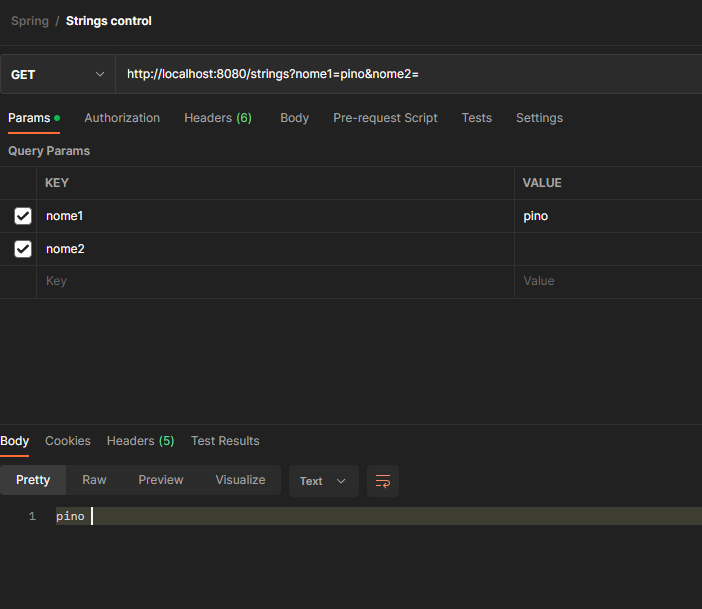 Spring / Strings control
GET http://localhost:8080/strings?nome1=pino&nome2=
Params Authorization Headers (6) Body Pre-request Script Tests Settings
Query Params
KEY VALUE
nome1 pino
nome2
Key Value
Body Cookies Headers (5) Test Results
Pretty Raw Preview Visualize Text
1 pino